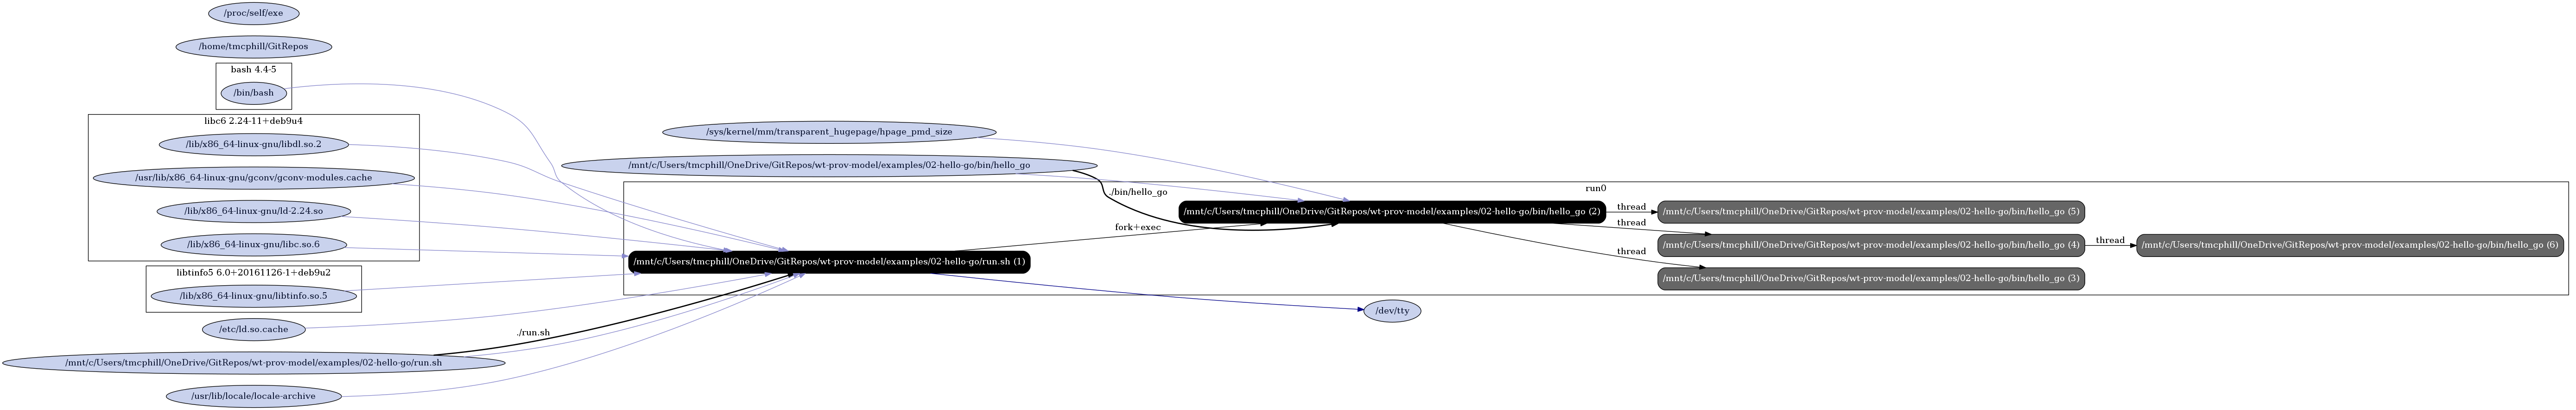 /proc/self/exe
/home/tmcphill/GitRepos
bash 4.4-5
/bin/bash
libc6 2.24-11+deb9u4
/lib/x86_64-linux-gnu/libdl.so.2
/usr/lib/x86_64-linux-gnu/gconv/gconv-modules.cache
/lib/x86_64-linux-gnu/ld-2.24.so
/lib/x86_64-linux-gnu/libc.so.6
libtinfo5 6.0+20161126-1+deb9u2
/lib/x86_64-linux-gnu/libtinfo.so.5
/etc/ld.so.cache
/mnt/c/Users/tmcphill/OneDrive/GitRepos/wt-prov-model/examples/02-hello-go/run.sh
/usr/lib/locale/locale-archive
./run.sh
/sys/kernel/mm/transparent_hugepage/hpage_pmd_size
/mnt/c/Users/tmcphill/OneDrive/GitRepos/wt-prov-model/examples/02-hello-go/bin/hello_go
run0
./bin/hello_go
fork+exec
/mnt/c/Users/tmcphill/OneDrive/GitRepos/wt-prov-model/examples/02-hello-go/run.sh (1)
/mnt/c/Users/tmcphill/OneDrive/GitRepos/wt-prov-model/examples/02-hello-go/bin/hello_go (2)
thread
/mnt/c/Users/tmcphill/OneDrive/GitRepos/wt-prov-model/examples/02-hello-go/bin/hello_go (5)
thread
/mnt/c/Users/tmcphill/OneDrive/GitRepos/wt-prov-model/examples/02-hello-go/bin/hello_go (4)
thread
/mnt/c/Users/tmcphill/OneDrive/GitRepos/wt-prov-model/examples/02-hello-go/bin/hello_go (6)
thread
/mnt/c/Users/tmcphill/OneDrive/GitRepos/wt-prov-model/examples/02-hello-go/bin/hello_go (3)
/dev/tty